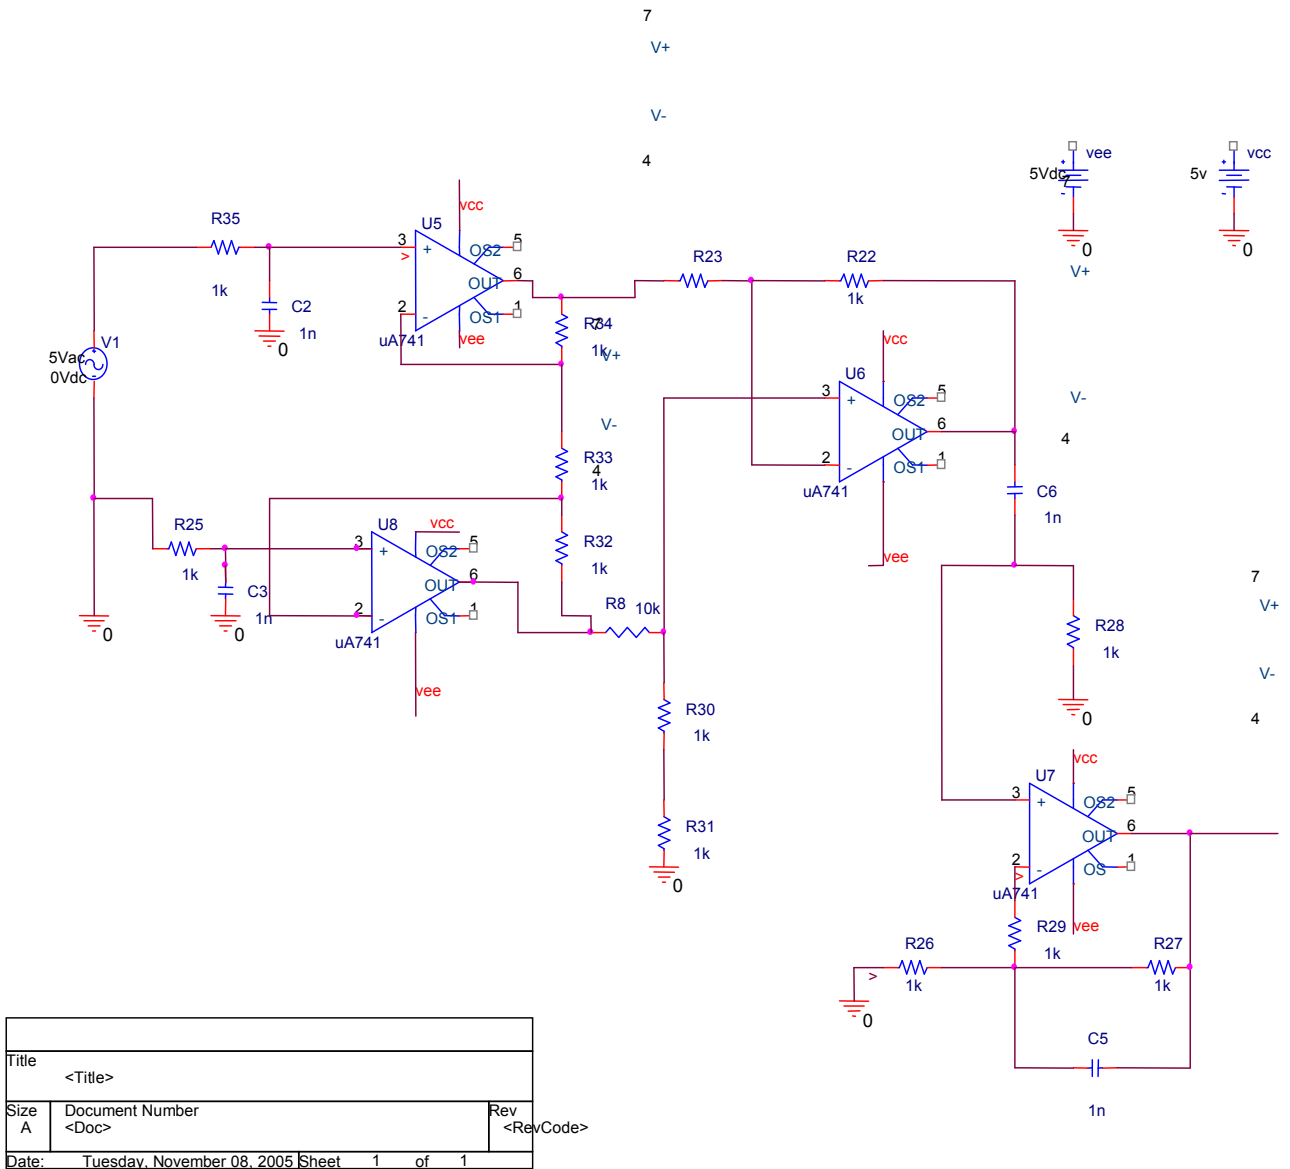 7
V+
V-
4
vee
5Vdc
7
0
vcc
5v
0
V+
R35
1k
C2
1n
0
vcc
U5
3
+
>
2
-
OS2
5
OUT
6
OS1
1
uA741
vee
V1
5Vac
0Vdc
+
-
0
R34
1k
7
V+
V-
R33
4
1k
R32
1k
R25
1k
C3
1n
0
U8
vcc
3
+
2
-
OS2
5
OUT
6
OS1
1
uA741
vee
R8
10k
R30
1k
R31
1k
0
R23
R22
1k
vcc
U6
3
+
2
-
OS2
5
OUT
6
OS1
1
uA741
vee
V-
4
C6
1n
R28
1k
0
7
V+
V-
4
vcc
U7
3
+
2
-
>
OS2
5
OUT
6
OS
1
uA741
vee
R29
1k
R26
1k
>
0
R27
1k
C5
1n
Title
<Title>
Size
A
Document Number
<Doc>
Rev
<RevCode>
Date: Tuesday, November 08, 2005 Sheet 1 of 1